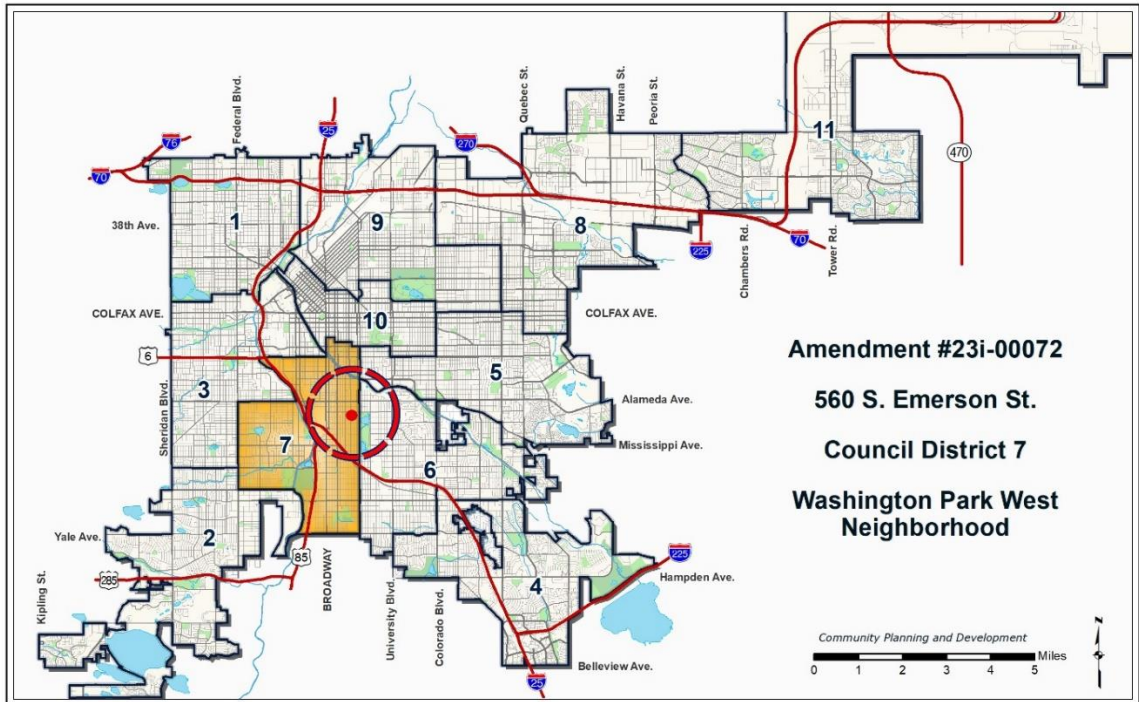 Federal Blvd.
25
Quebec St.
Havana St.
Peoria St.
76
270
11
70
470
38th Ave.
1
9
8
225
Chambers Rd.
70
Tower Rd.
COLFAX AVE.
COLFAX AVE.
10
6
5
3
Sheridan Blvd.
Alameda Ave.
7
Mississippi Ave.
6
2
Yale Ave.
85
225
285
BROADWAY
Hampden Ave.
4
Kipling St.
University Blvd.
Colorado Blvd.
Belleview Ave.
25
Amendment #23i-00072
560 S. Emerson St.
Council District 7
Washington Park West
Neighborhood
N
Community Planning and Development
Miles
0 1 2 3 4 5